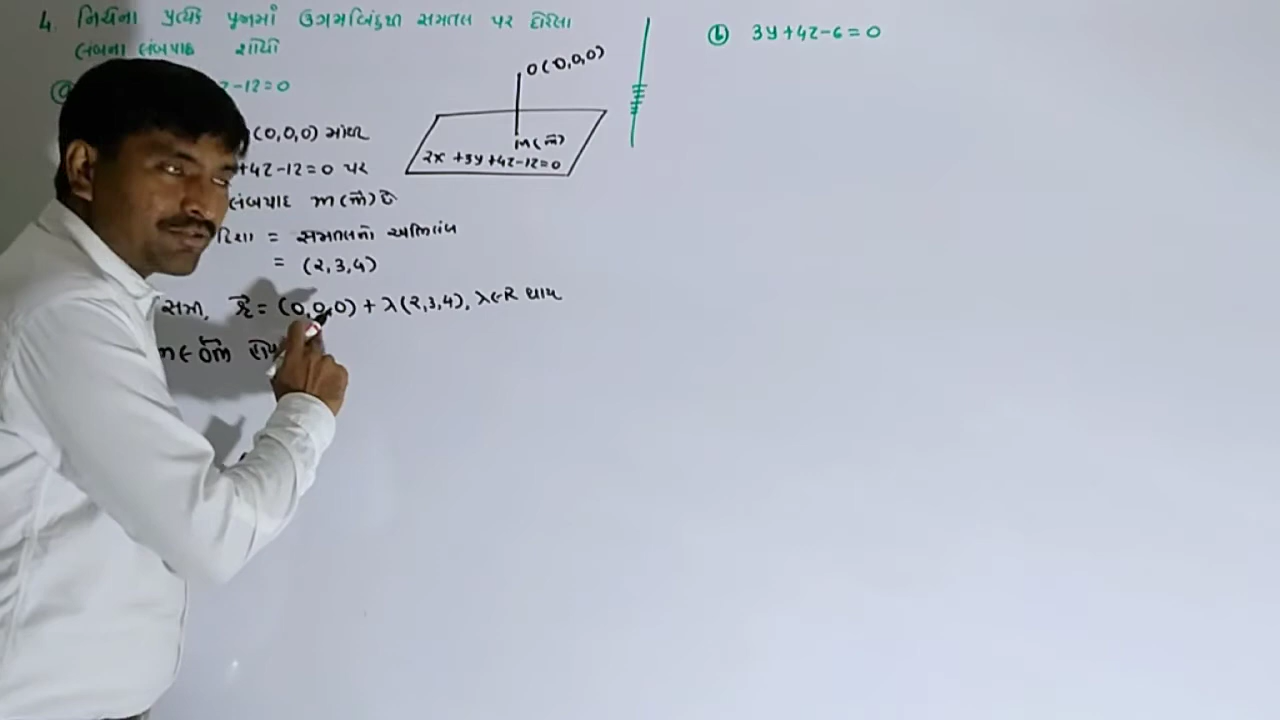 4. નિચેના પ્રત્યેક પ્રશ્નમાં ઉગમબિંદુથી સમતલ પર દોરેલા
લંબના લંબપાદ શોધો
ⓐ z-12=0
(0,0,0) માંથી
+4z-12=0 પર
લંબપાદ m(m̄) છે
દિશા = સમતલનો અભિલંબ
= (2,3,4)
સમી, r̄ = (0,0,0) + λ(2,3,4), λ∈R થાય
m∈ OM હોય
O(0,0,0)
m(m̄)
2x+3y+4z-12=0
ⓑ 3y+4z-6=0